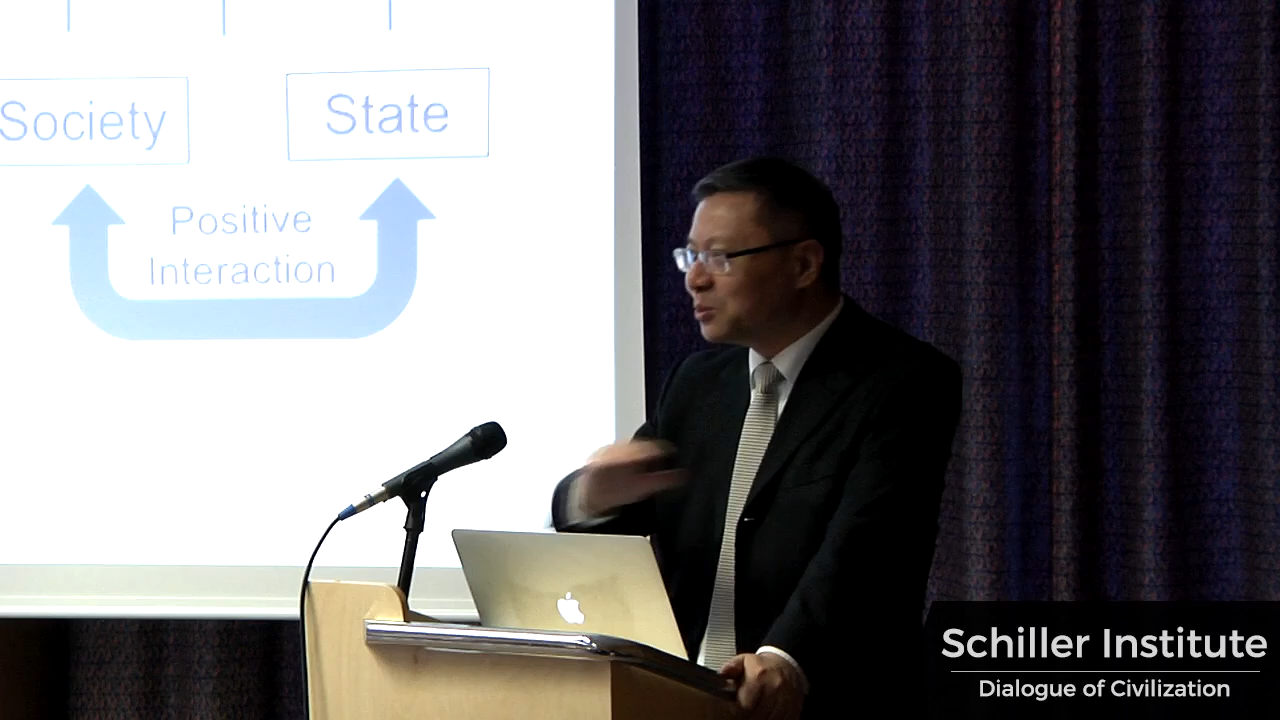 Society
State
Positive
Interaction
Schiller Institute
Dialogue of Civilization